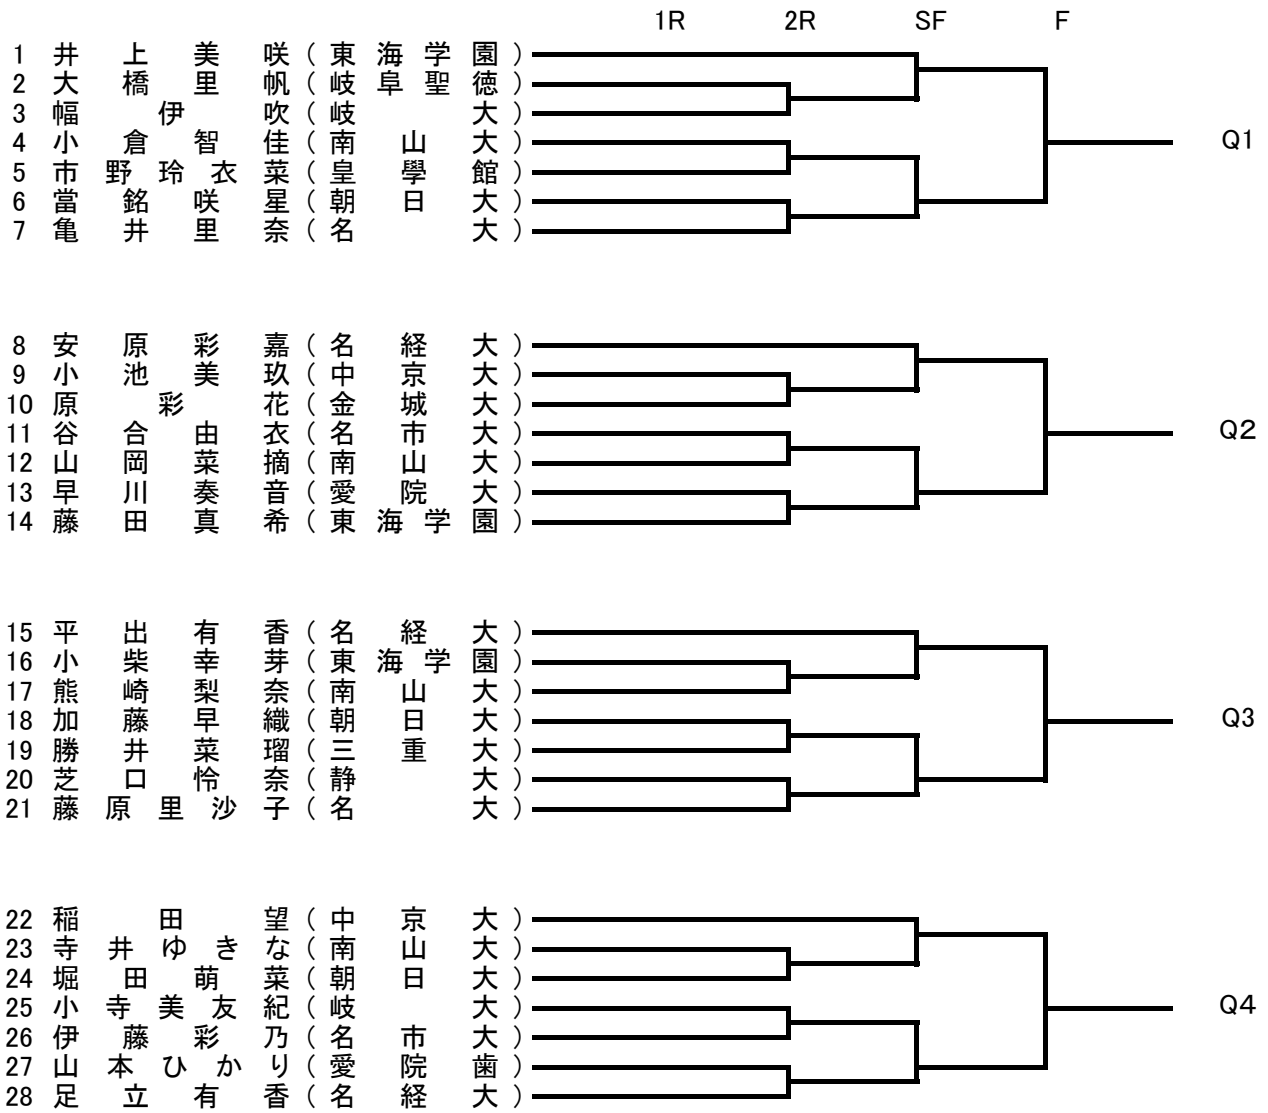 1R 2R SF F
1 井上美咲(東海学園)
2 大橋里帆(岐阜聖徳)
3 幅伊吹(岐大)
4 小倉智佳(南山大)
Q1
5 市野玲衣菜(皇學館)
6 當銘咲星(朝日大)
7 亀井里奈(名大)
8 安原彩嘉(名経大)
9 小池美玖(中京大)
10 原彩花(金城大)
11 谷合由衣(名市大)
Q2
12 山岡菜摘(南山大)
13 早川奏音(愛院大)
14 藤田真希(東海学園)
15 平出有香(名経大)
16 小柴幸芽(東海学園)
17 熊崎梨奈(南山大)
18 加藤早織(朝日大)
Q3
19 勝井菜瑠(三重大)
20 芝口怜奈(静大)
21 藤原里沙子(名大)
22 稲田望(中京大)
23 寺井ゆきな(南山大)
24 堀田萌菜(朝日大)
25 小寺美友紀(岐大)
Q4
26 伊藤彩乃(名市大)
27 山本ひかり(愛院歯)
28 足立有香(名経大)